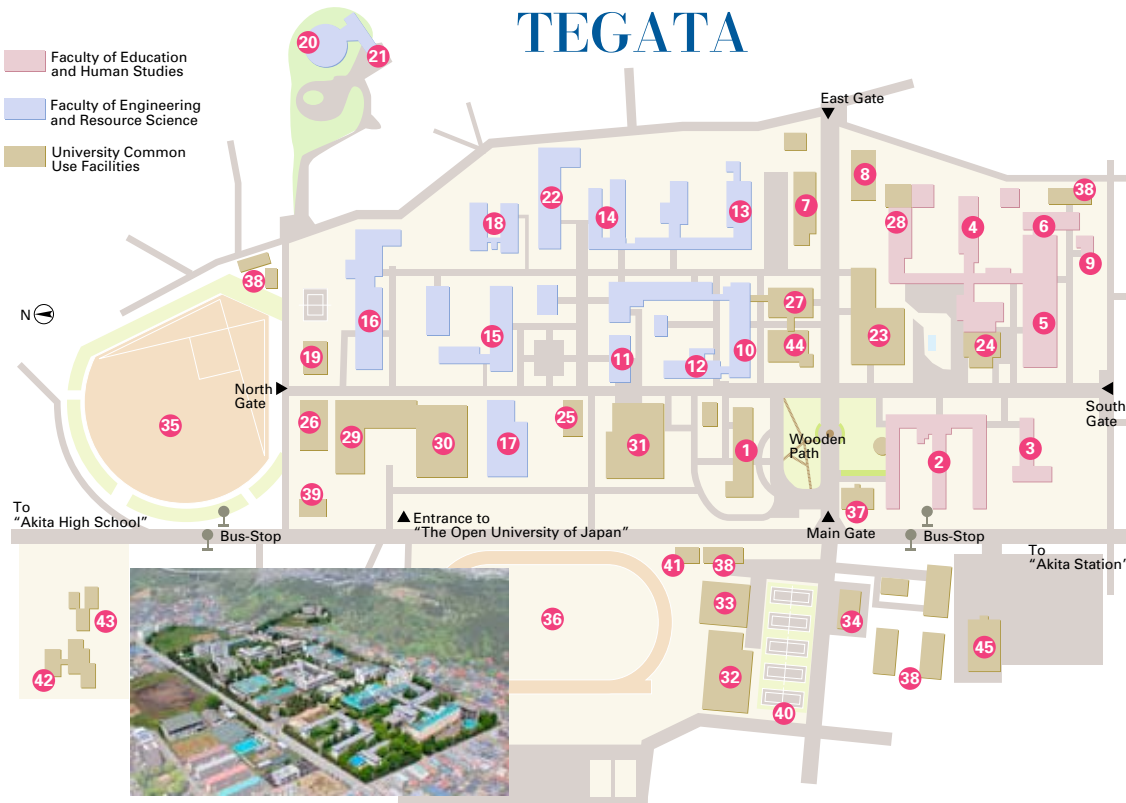 TEGATA
Faculty of Education
and Human Studies
Faculty of Engineering
and Resource Science
University Common
Use Facilities
20
21
East Gate
22
8
38
18
14
13
7
28
4
6
9
38
N
16
15
27
23
5
19
11
12
10
44
24
North
Gate
South
Gate
35
26
29
30
17
25
31
1
Wooden
Path
2
3
39
37
To
"Akita High School"
Bus-Stop
Entrance to
"The Open University of Japan"
Main Gate
Bus-Stop
To
"Akita Station"
41
38
36
33
34
43
42
32
45
38
40